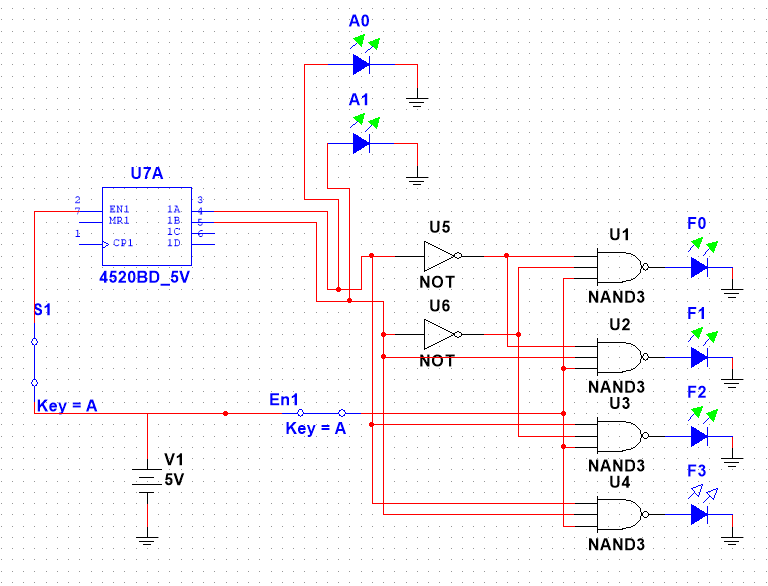 A0
A1
U7A
2
7
1
EN1
MR1
CP1
1A
1B
1C
1D
3
4
5
6
4520BD_5V
S1
Key = A
En1
Key = A
V1
5V
U5
NOT
U6
NOT
U1
NAND3
U2
NAND3
U3
NAND3
U4
NAND3
F0
F1
F2
F3